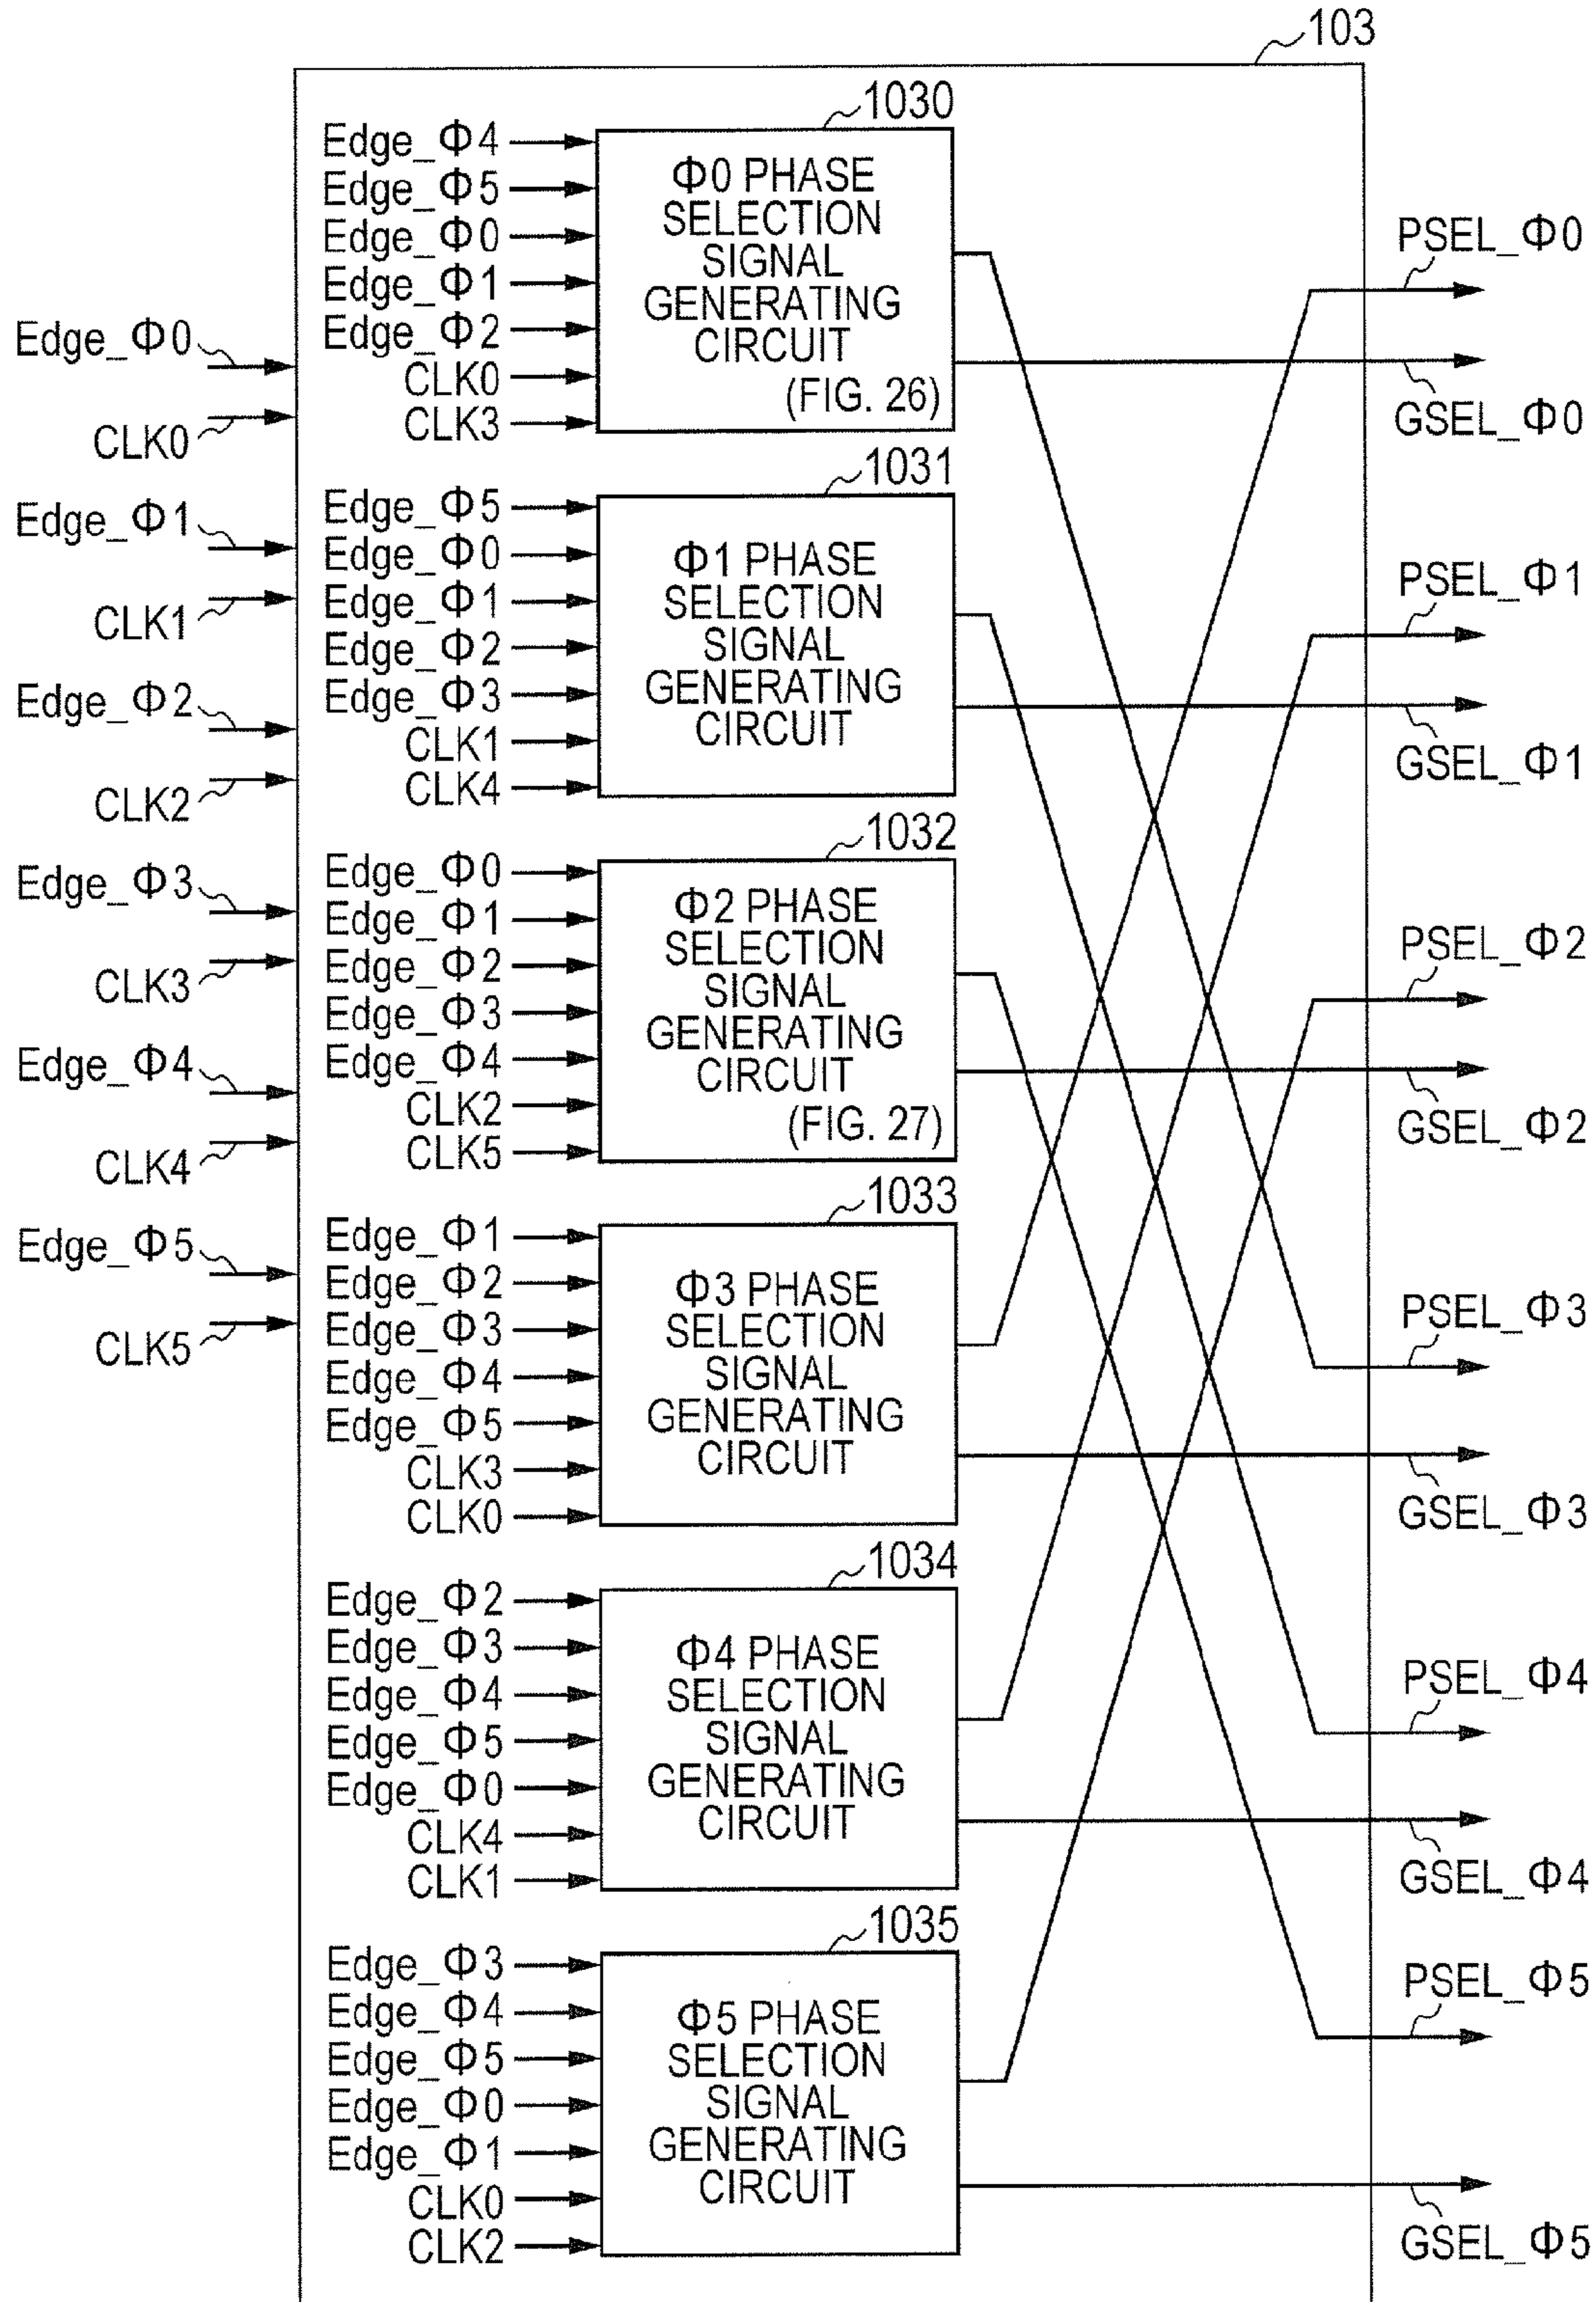 103
Edge_Φ0
CLK0
Edge_Φ1
CLK1
Edge_Φ2
CLK2
Edge_Φ3
CLK3
Edge_Φ4
CLK4
Edge_Φ5
CLK5
1030
Edge_Φ4
Edge_Φ5
Edge_Φ0
Edge_Φ1
Edge_Φ2
CLK0
CLK3
Φ0 PHASE
SELECTION
SIGNAL
GENERATING
CIRCUIT
(FIG. 26)
1031
Edge_Φ5
Edge_Φ0
Edge_Φ1
Edge_Φ2
Edge_Φ3
CLK1
CLK4
Φ1 PHASE
SELECTION
SIGNAL
GENERATING
CIRCUIT
1032
Edge_Φ0
Edge_Φ1
Edge_Φ2
Edge_Φ3
Edge_Φ4
CLK2
CLK5
Φ2 PHASE
SELECTION
SIGNAL
GENERATING
CIRCUIT
(FIG. 27)
1033
Edge_Φ1
Edge_Φ2
Edge_Φ3
Edge_Φ4
Edge_Φ5
CLK3
CLK0
Φ3 PHASE
SELECTION
SIGNAL
GENERATING
CIRCUIT
1034
Edge_Φ2
Edge_Φ3
Edge_Φ4
Edge_Φ5
Edge_Φ0
CLK4
CLK1
Φ4 PHASE
SELECTION
SIGNAL
GENERATING
CIRCUIT
1035
Edge_Φ3
Edge_Φ4
Edge_Φ5
Edge_Φ0
Edge_Φ1
CLK0
CLK2
Φ5 PHASE
SELECTION
SIGNAL
GENERATING
CIRCUIT
PSEL_Φ0
GSEL_Φ0
PSEL_Φ1
GSEL_Φ1
PSEL_Φ2
GSEL_Φ2
PSEL_Φ3
GSEL_Φ3
PSEL_Φ4
GSEL_Φ4
PSEL_Φ5
GSEL_Φ5